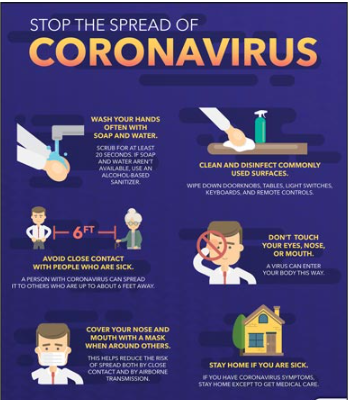 STOP THE SPREAD OF
CORONAVIRUS
WASH YOUR HANDS
OFTEN WITH
SOAP AND WATER.
SCRUB FOR AT LEAST
20 SECONDS. IF SOAP
AND WATER AREN'T
AVAILABLE, USE AN
ALCOHOL-BASED
SANITIZER.
CLEAN AND DISINFECT COMMONLY
USED SURFACES.
WIPE DOWN DOORKNOBS, TABLES, LIGHT SWITCHES,
KEYBOARDS, AND REMOTE CONTROLS.
6FT
AVOID CLOSE CONTACT
WITH PEOPLE WHO ARE SICK.
A PERSON WITH CORONAVIRUS CAN SPREAD
IT TO OTHERS WHO ARE UP TO ABOUT 6 FEET AWAY.
DON'T TOUCH
YOUR EYES, NOSE,
OR MOUTH.
A VIRUS CAN ENTER
YOUR BODY THIS WAY.
COVER YOUR NOSE AND
MOUTH WITH A MASK
WHEN AROUND OTHERS.
THIS HELPS REDUCE THE RISK
OF SPREAD BOTH BY CLOSE
CONTACT AND BY AIRBORNE
TRANSMISSION.
STAY HOME IF YOU ARE SICK.
IF YOU HAVE CORONAVIRUS SYMPTOMS,
STAY HOME EXCEPT TO GET MEDICAL CARE.